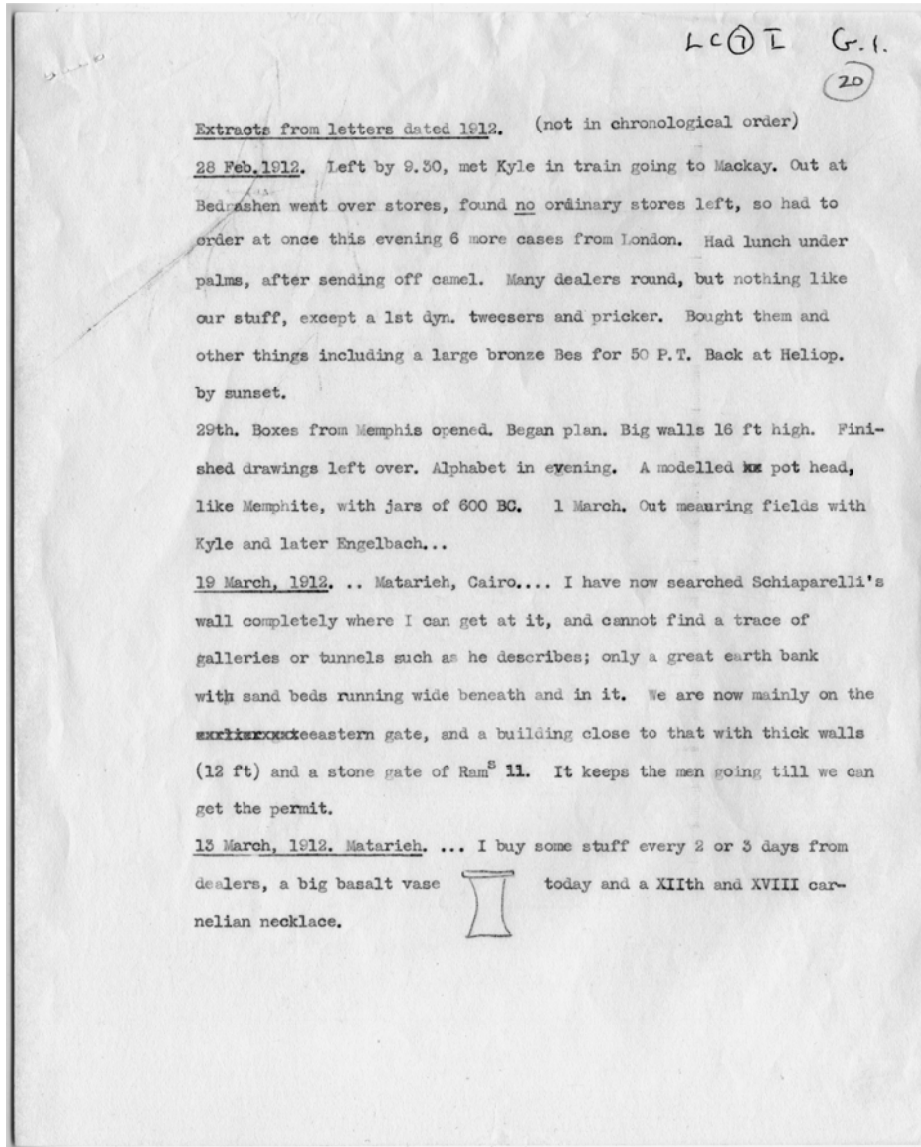 LC ⑦ I G.1.
20
Extracts from letters dated 1912. (not in chronological order)
28 Feb.1912. Left by 9.30, met Kyle in train going to Mackay. Out at
Bedrashen went over stores, found no ordinary stores left, so had to
order at once this evening 6 more cases from London. Had lunch under
palms, after sending off camel. Many dealers round, but nothing like
our stuff, except a 1st dyn. tweesers and pricker. Bought them and
other things including a large bronze Bes for 50 P.T. Back at Heliop.
by sunset.
29th. Boxes from Memphis opened. Began plan. Big walls 16 ft high. Fini-
shed drawings left over. Alphabet in evening. A modelled pot head,
like Memphite, with jars of 600 BC. 1 March. Out meauring fields with
Kyle and later Engelbach...
19 March, 1912. .. Matarieh, Cairo.... I have now searched Schiaparelli's
wall completely where I can get at it, and cannot find a trace of
galleries or tunnels such as he describes; only a great earth bank
with sand beds running wide beneath and in it. We are now mainly on the
eeastern gate, and a building close to that with thick walls
(12 ft) and a stone gate of Ramˢ 11. It keeps the men going till we can
get the permit.
13 March, 1912. Matarieh. ... I buy some stuff every 2 or 3 days from
dealers, a big basalt vase today and a XIIth and XVIII car-
nelian necklace.